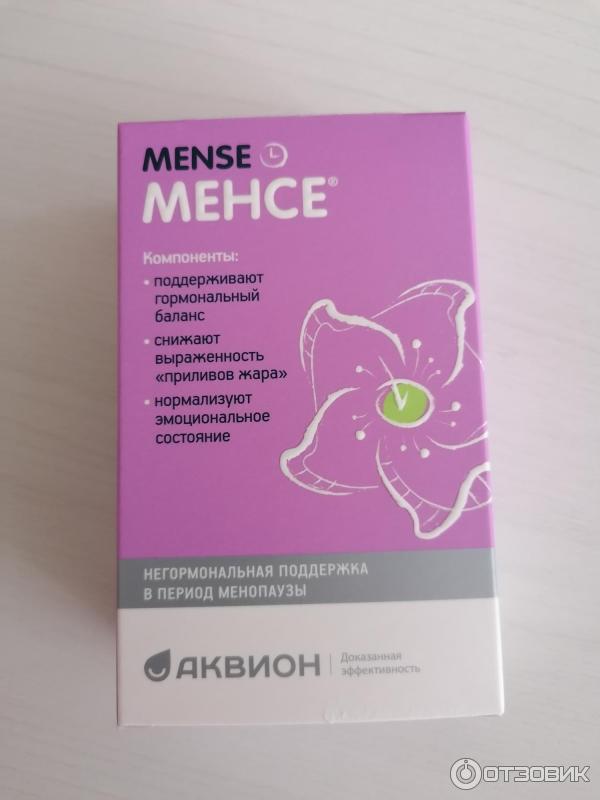 MENSE
МЕНСЕ®
Компоненты:
• поддерживают
гормональный
баланс
• снижают
выраженность
«приливов жара»
• нормализуют
эмоциональное
состояние
НЕГОРМОНАЛЬНАЯ ПОДДЕРЖКА
В ПЕРИОД МЕНОПАУЗЫ
АКВИОН
Доказанная
эффективность
ОТЗОВИК